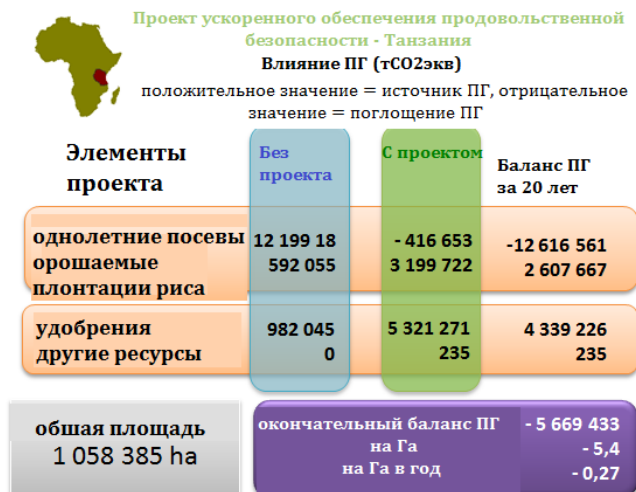 Проект ускоренного обеспечения продовольственной
безопасности - Танзания
Влияние ПГ (тCO2экв)
положительное значение = источник ПГ, отрицательное
значение = поглощение ПГ
Элементы проекта Без проекта С проектом Баланс ПГ за 20 лет
однолетние посевы 12 199 18 - 416 653 -12 616 561
орошаемые 592 055 3 199 722 2 607 667
плонтации риса
удобрения 982 045 5 321 271 4 339 226
другие ресурсы 0 235 235
обшая площадь
1 058 385 ha
окончательный баланс ПГ - 5 669 433
на Га - 5,4
на Га в год - 0,27